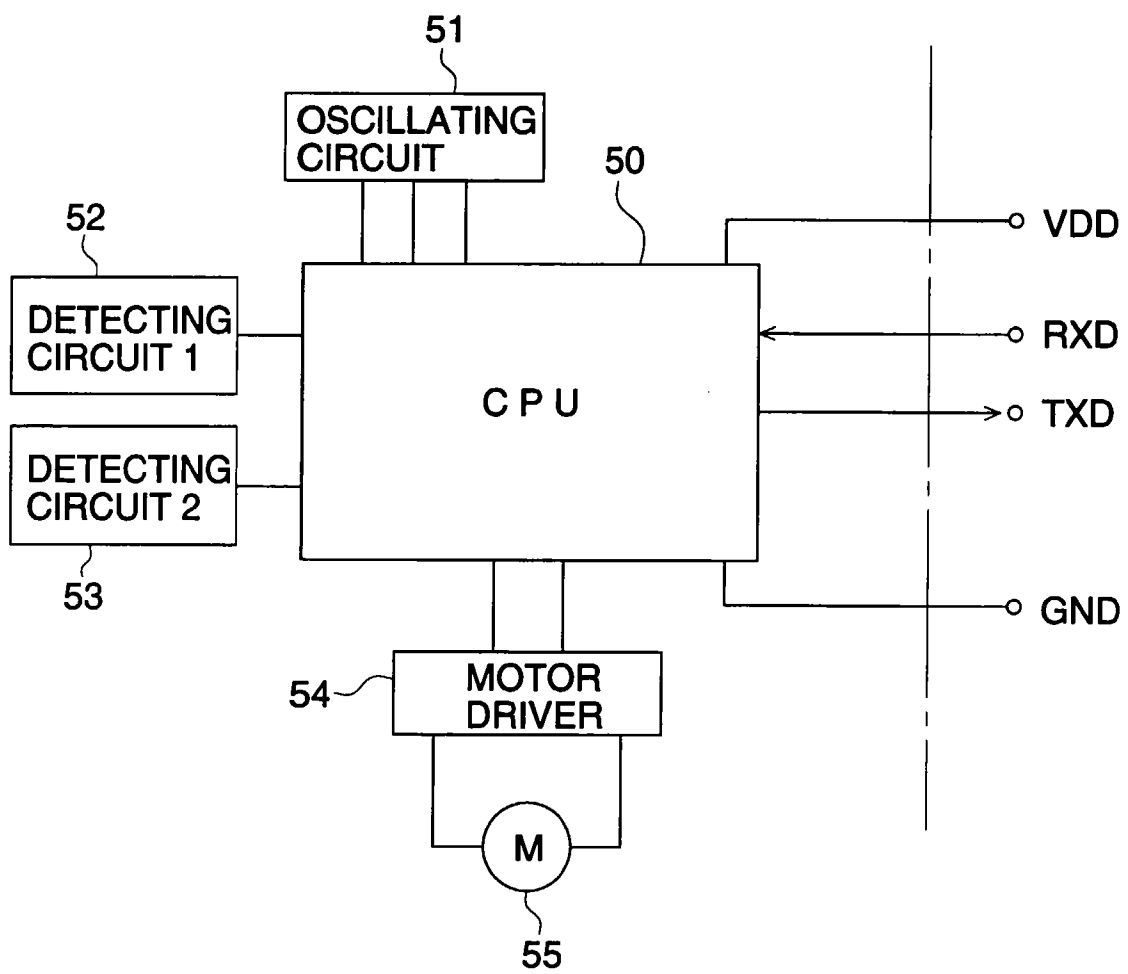 51
OSCILLATING
CIRCUIT
50
52
VDD
DETECTING
CIRCUIT 1
RXD
CPU
TXD
DETECTING
CIRCUIT 2
53
GND
54
MOTOR
DRIVER
M
55